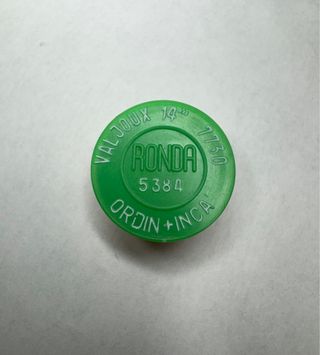 VALJOUX 14''' 7730
RONDA
5384
ORDIN+INCA